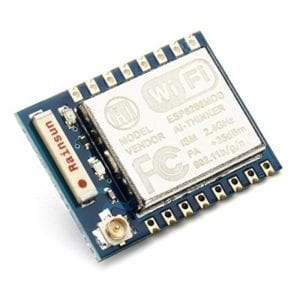 WiFi
MODEL ESP8266MOD
VENDOR AI-THINKER
ISM 2.4GHz
PA +25dBm
802.11b/g/n
FC
Rainsun